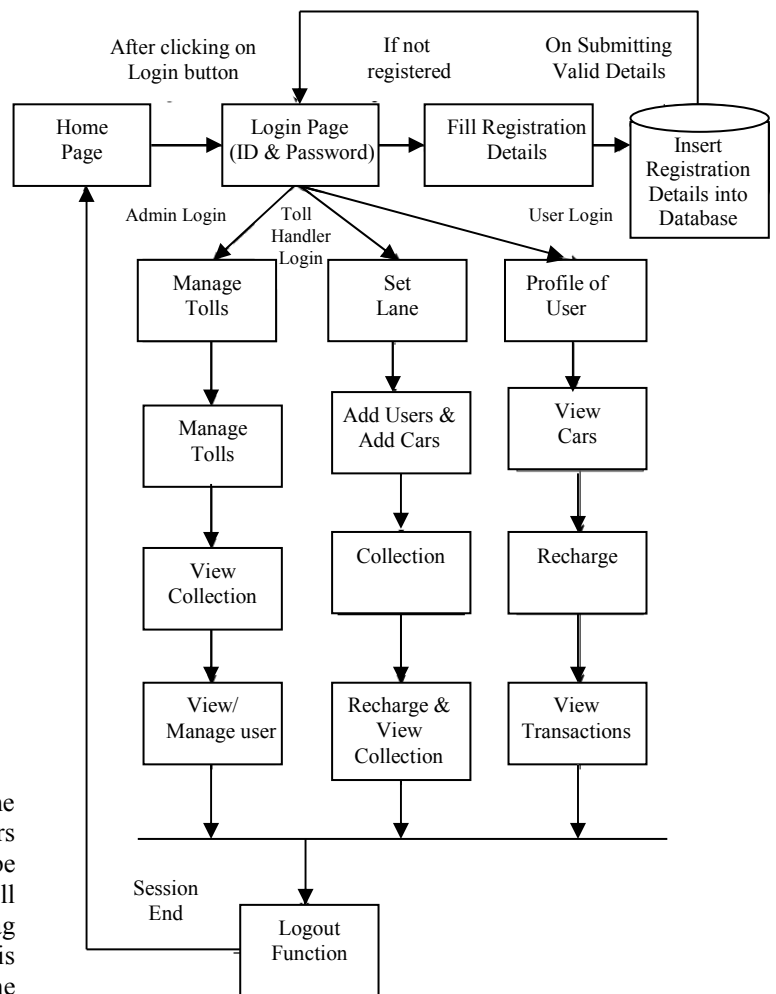 After clicking on
Login button
If not
registered
On Submitting
Valid Details
Home
Page
Login Page
(ID & Password)
Fill Registration
Details
Insert
Registration
Details into
Database
Admin Login
Toll
Handler
Login
User Login
Manage
Tolls
Set
Lane
Profile of
User
Manage
Tolls
Add Users &
Add Cars
View
Cars
View
Collection
Collection
Recharge
View/
Manage user
Recharge &
View
Collection
View
Transactions
Session
End
Logout
Function